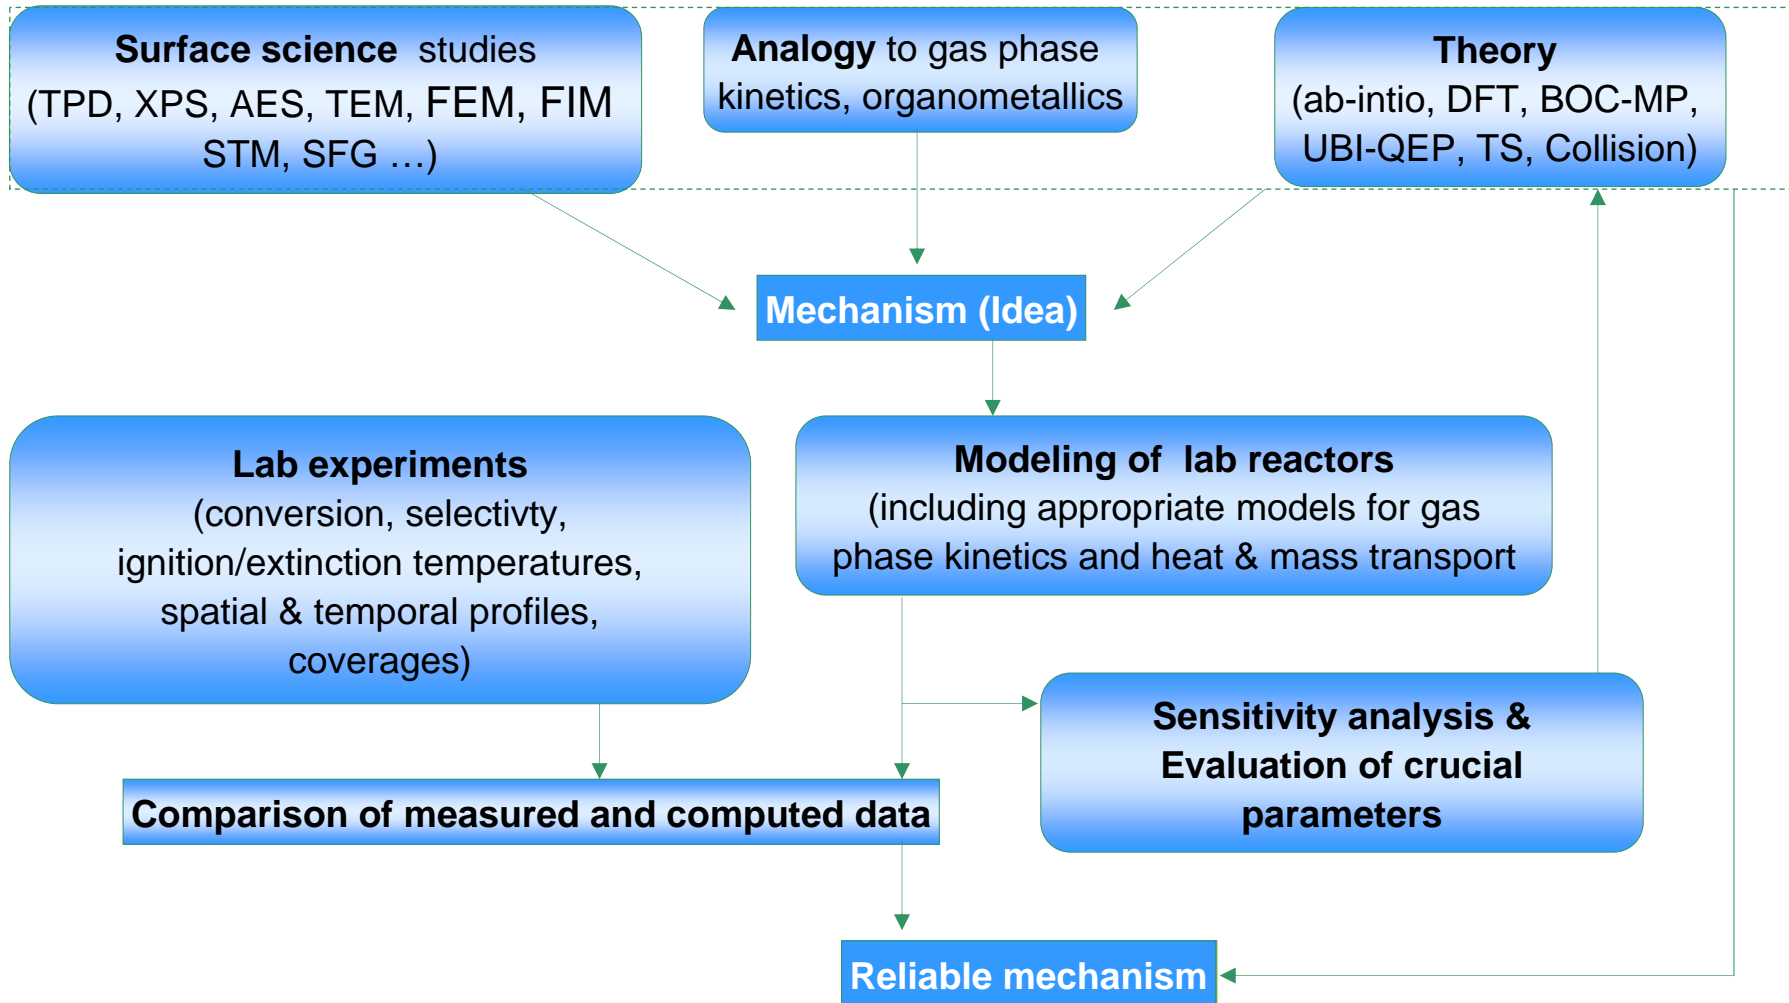 Surface science studies
(TPD, XPS, AES, TEM, FEM, FIM
STM, SFG …)
Analogy to gas phase
kinetics, organometallics
Theory
(ab-intio, DFT, BOC-MP,
UBI-QEP, TS, Collision)
Mechanism (Idea)
Lab experiments
(conversion, selectivty,
ignition/extinction temperatures,
spatial & temporal profiles,
coverages)
Modeling of lab reactors
(including appropriate models for gas
phase kinetics and heat & mass transport
Sensitivity analysis &
Evaluation of crucial
parameters
Comparison of measured and computed data
Reliable mechanism